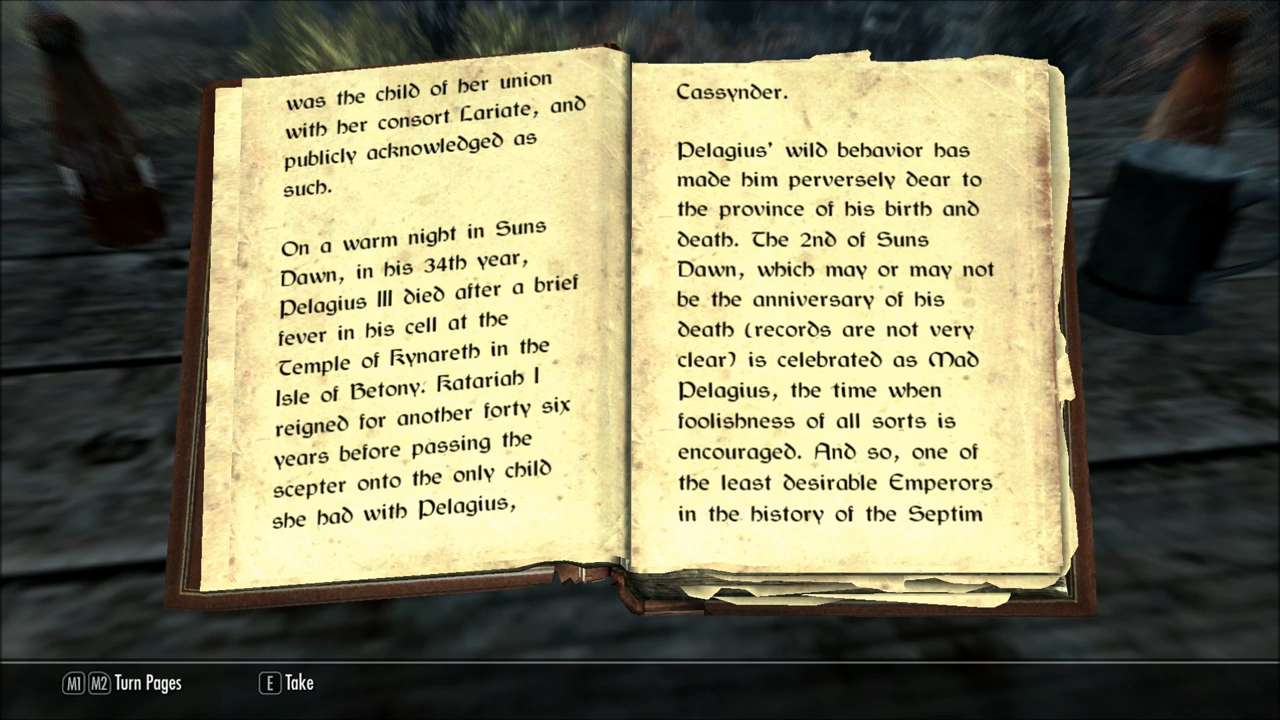 was the child of her union
with her consort Lariate, and
publicly acknowledged as
such.
On a warm night in Suns
Dawn, in his 34th year,
Pelagius III died after a brief
fever in his cell at the
Temple of Kynareth in the
Isle of Betony. Katariah I
reigned for another forty six
years before passing the
scepter onto the only child
she had with Pelagius,
Cassynder.
Pelagius' wild behavior has
made him perversely dear to
the province of his birth and
death. The 2nd of Suns
Dawn, which may or may not
be the anniversary of his
death (records are not very
clear) is celebrated as Mad
Pelagius, the time when
foolishness of all sorts is
encouraged. And so, one of
the least desirable Emperors
in the history of the Septim
M1 M2 Turn Pages E Take